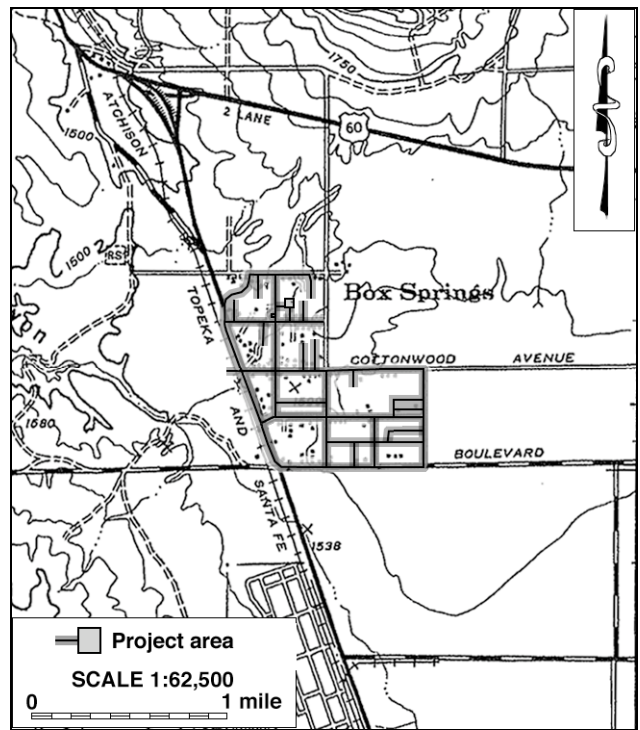 1750
ATCHISON
2 LANE
60
N
1500
1500
2
RS
TOPEKA
Box Springs
COTTONWOOD AVENUE
1680
AND
BOULEVARD
SANTA FE
1538
Project area
SCALE 1:62,500
0 1 mile